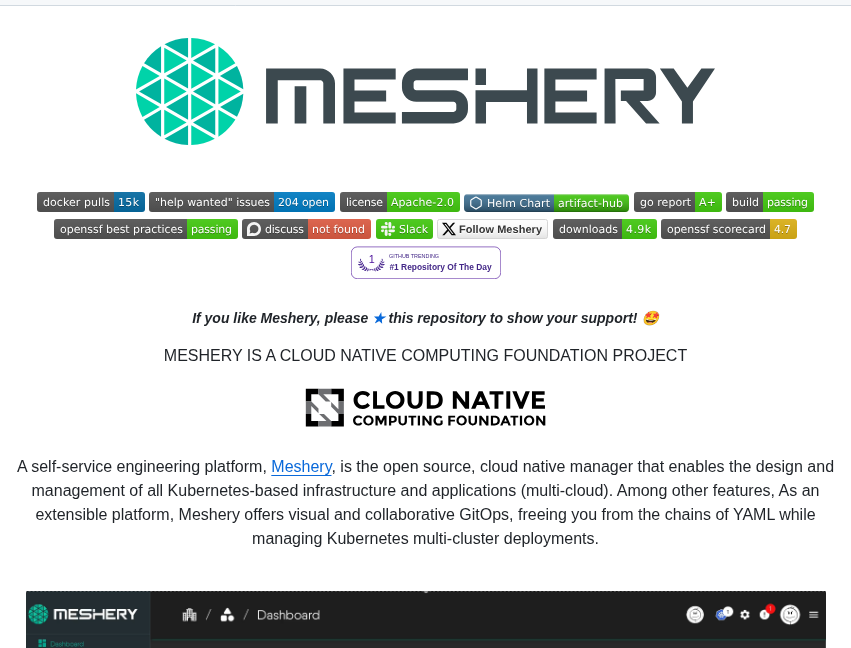 MESHERY
docker pulls 15k "help wanted" issues 204 open license Apache-2.0 Helm Chart artifact-hub go report A+ build passing
openssf best practices passing discuss not found Slack Follow Meshery downloads 4.9k openssf scorecard 4.7
1 GITHUB TRENDING
#1 Repository Of The Day
If you like Meshery, please ★ this repository to show your support! 🤩
MESHERY IS A CLOUD NATIVE COMPUTING FOUNDATION PROJECT
CLOUD NATIVE
COMPUTING FOUNDATION
A self-service engineering platform, Meshery, is the open source, cloud native manager that enables the design and
management of all Kubernetes-based infrastructure and applications (multi-cloud). Among other features, As an
extensible platform, Meshery offers visual and collaborative GitOps, freeing you from the chains of YAML while
managing Kubernetes multi-cluster deployments.
MESHERY / / Dashboard
Dashboard